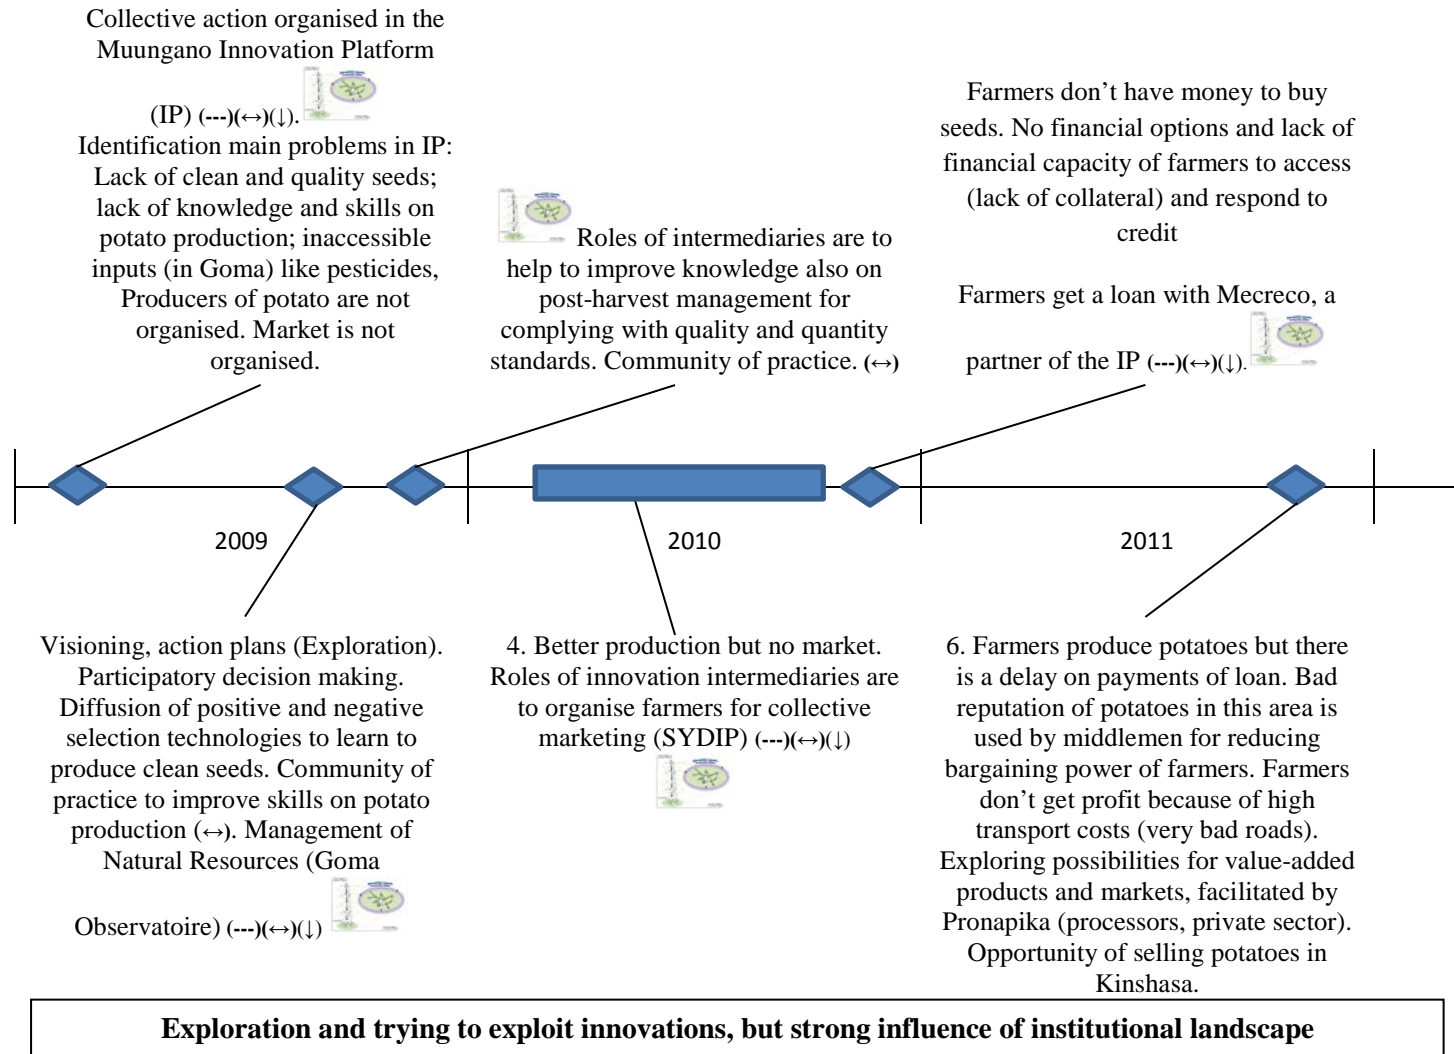 Collective action organised in the
Muungano Innovation Platform
(IP) (---)(↔)(↓).
Identification main problems in IP:
Lack of clean and quality seeds;
lack of knowledge and skills on
potato production; inaccessible
inputs (in Goma) like pesticides,
Producers of potato are not
organised. Market is not
organised.
Roles of intermediaries are to
help to improve knowledge also on
post-harvest management for
complying with quality and quantity
standards. Community of practice. (↔)
Farmers don’t have money to buy
seeds. No financial options and lack of
financial capacity of farmers to access
(lack of collateral) and respond to
credit
Farmers get a loan with Mecreco, a
partner of the IP (---)(↔)(↓).
2009
2010
2011
Visioning, action plans (Exploration).
Participatory decision making.
Diffusion of positive and negative
selection technologies to learn to
produce clean seeds. Community of
practice to improve skills on potato
production (↔). Management of
Natural Resources (Goma
Observatoire) (---)(↔)(↓)
4. Better production but no market.
Roles of innovation intermediaries are
to organise farmers for collective
marketing (SYDIP) (---)(↔)(↓)
6. Farmers produce potatoes but there
is a delay on payments of loan. Bad
reputation of potatoes in this area is
used by middlemen for reducing
bargaining power of farmers. Farmers
don’t get profit because of high
transport costs (very bad roads).
Exploring possibilities for value-added
products and markets, facilitated by
Pronapika (processors, private sector).
Opportunity of selling potatoes in
Kinshasa.
Exploration and trying to exploit innovations, but strong influence of institutional landscape